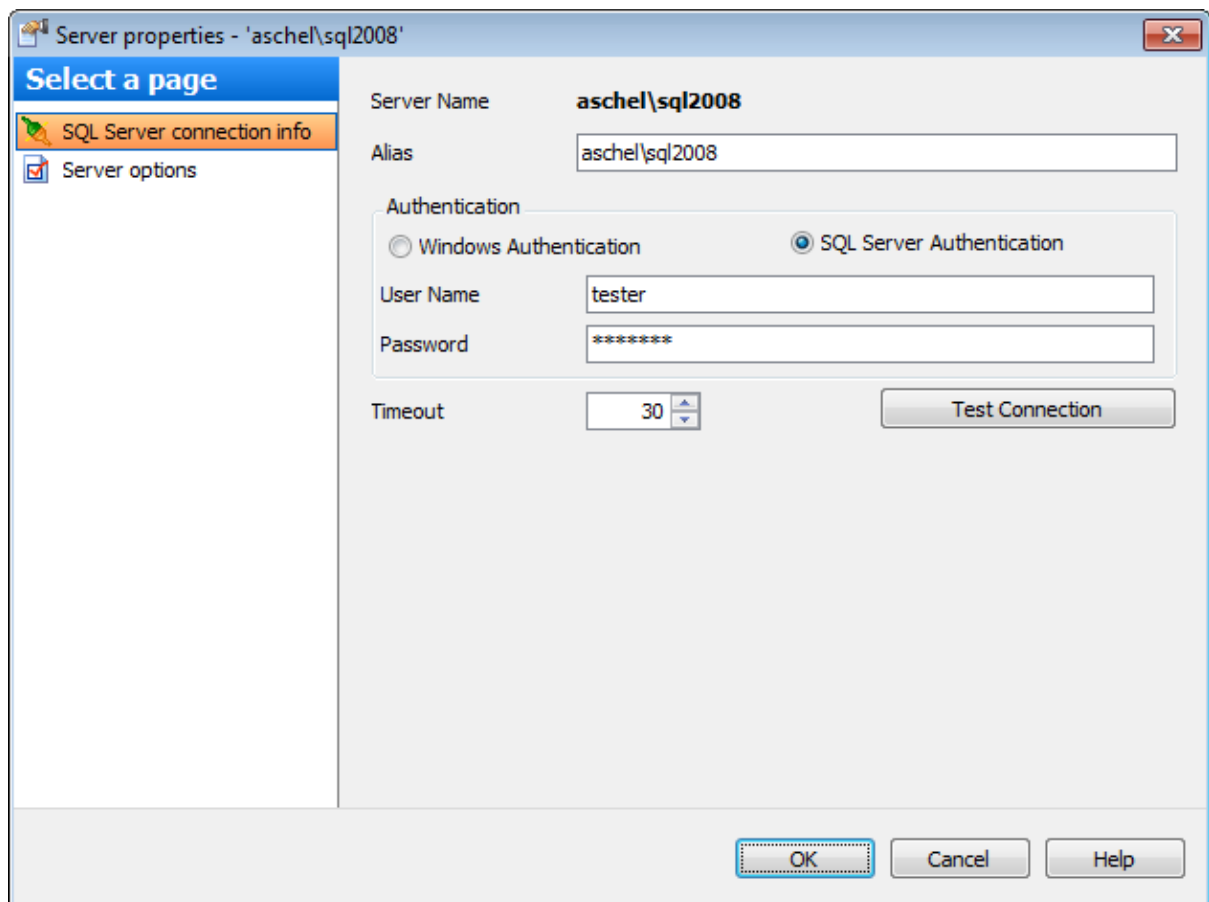 Server properties - 'aschel\sql2008'
Select a page
SQL Server connection info
Server options
Server Name aschel\sql2008
Alias aschel\sql2008
Authentication
Windows Authentication SQL Server Authentication
User Name tester
Password *******
Timeout 30 Test Connection
OK Cancel Help